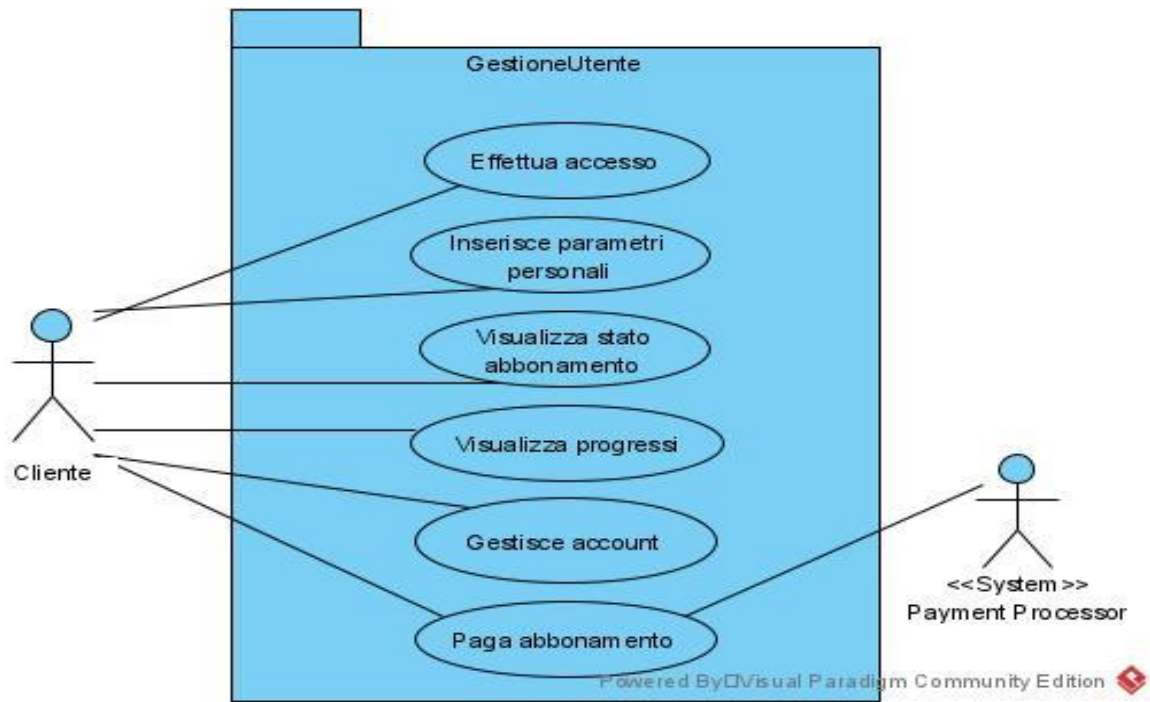 GestioneUtente
Effettua accesso
Inserisce parametri
personali
Visualizza stato
abbonamento
Visualizza progressi
Cliente
Gestisce account
<<System>>
Payment Processor
Paga abbonamento
Powered By□Visual Paradigm Community Edition